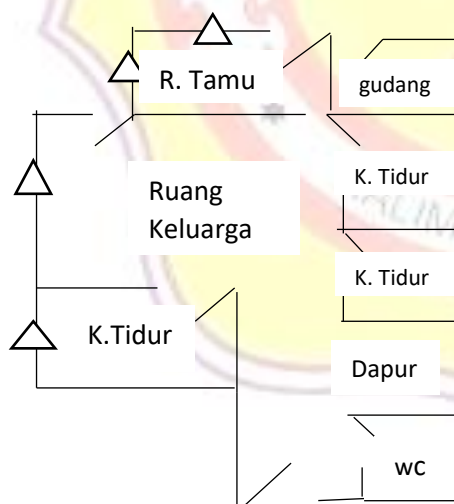 R. Tamu
gudang
Ruang
Keluarga
K. Tidur
K. Tidur
K.Tidur
Dapur
wc